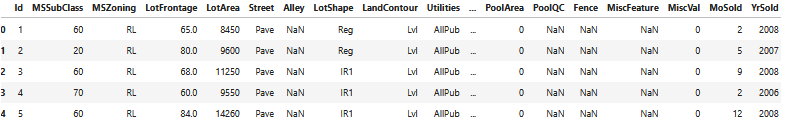 Id MSSubClass MSZoning LotFrontage LotArea Street Alley LotShape LandContour Utilities ... PoolArea PoolQC Fence MiscFeature MiscVal MoSold YrSold
0 1 60 RL 65.0 8450 Pave NaN Reg Lvl AllPub ... 0 NaN NaN NaN 0 2 2008
1 2 20 RL 80.0 9600 Pave NaN Reg Lvl AllPub ... 0 NaN NaN NaN 0 5 2007
2 3 60 RL 68.0 11250 Pave NaN IR1 Lvl AllPub ... 0 NaN NaN NaN 0 9 2008
3 4 70 RL 60.0 9550 Pave NaN IR1 Lvl AllPub ... 0 NaN NaN NaN 0 2 2006
4 5 60 RL 84.0 14260 Pave NaN IR1 Lvl AllPub ... 0 NaN NaN NaN 0 12 2008